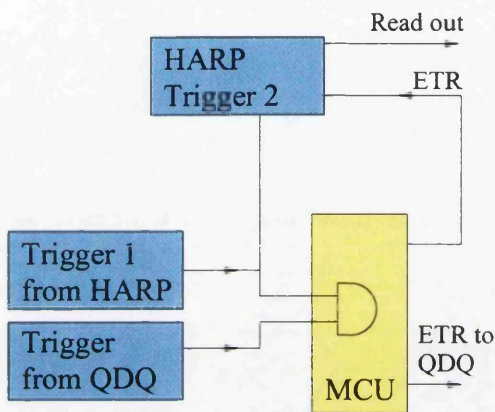 Read out
HARP
Trigger 2
ETR
Trigger 1
from HARP
Trigger
from QDQ
ETR to
QDQ
MCU